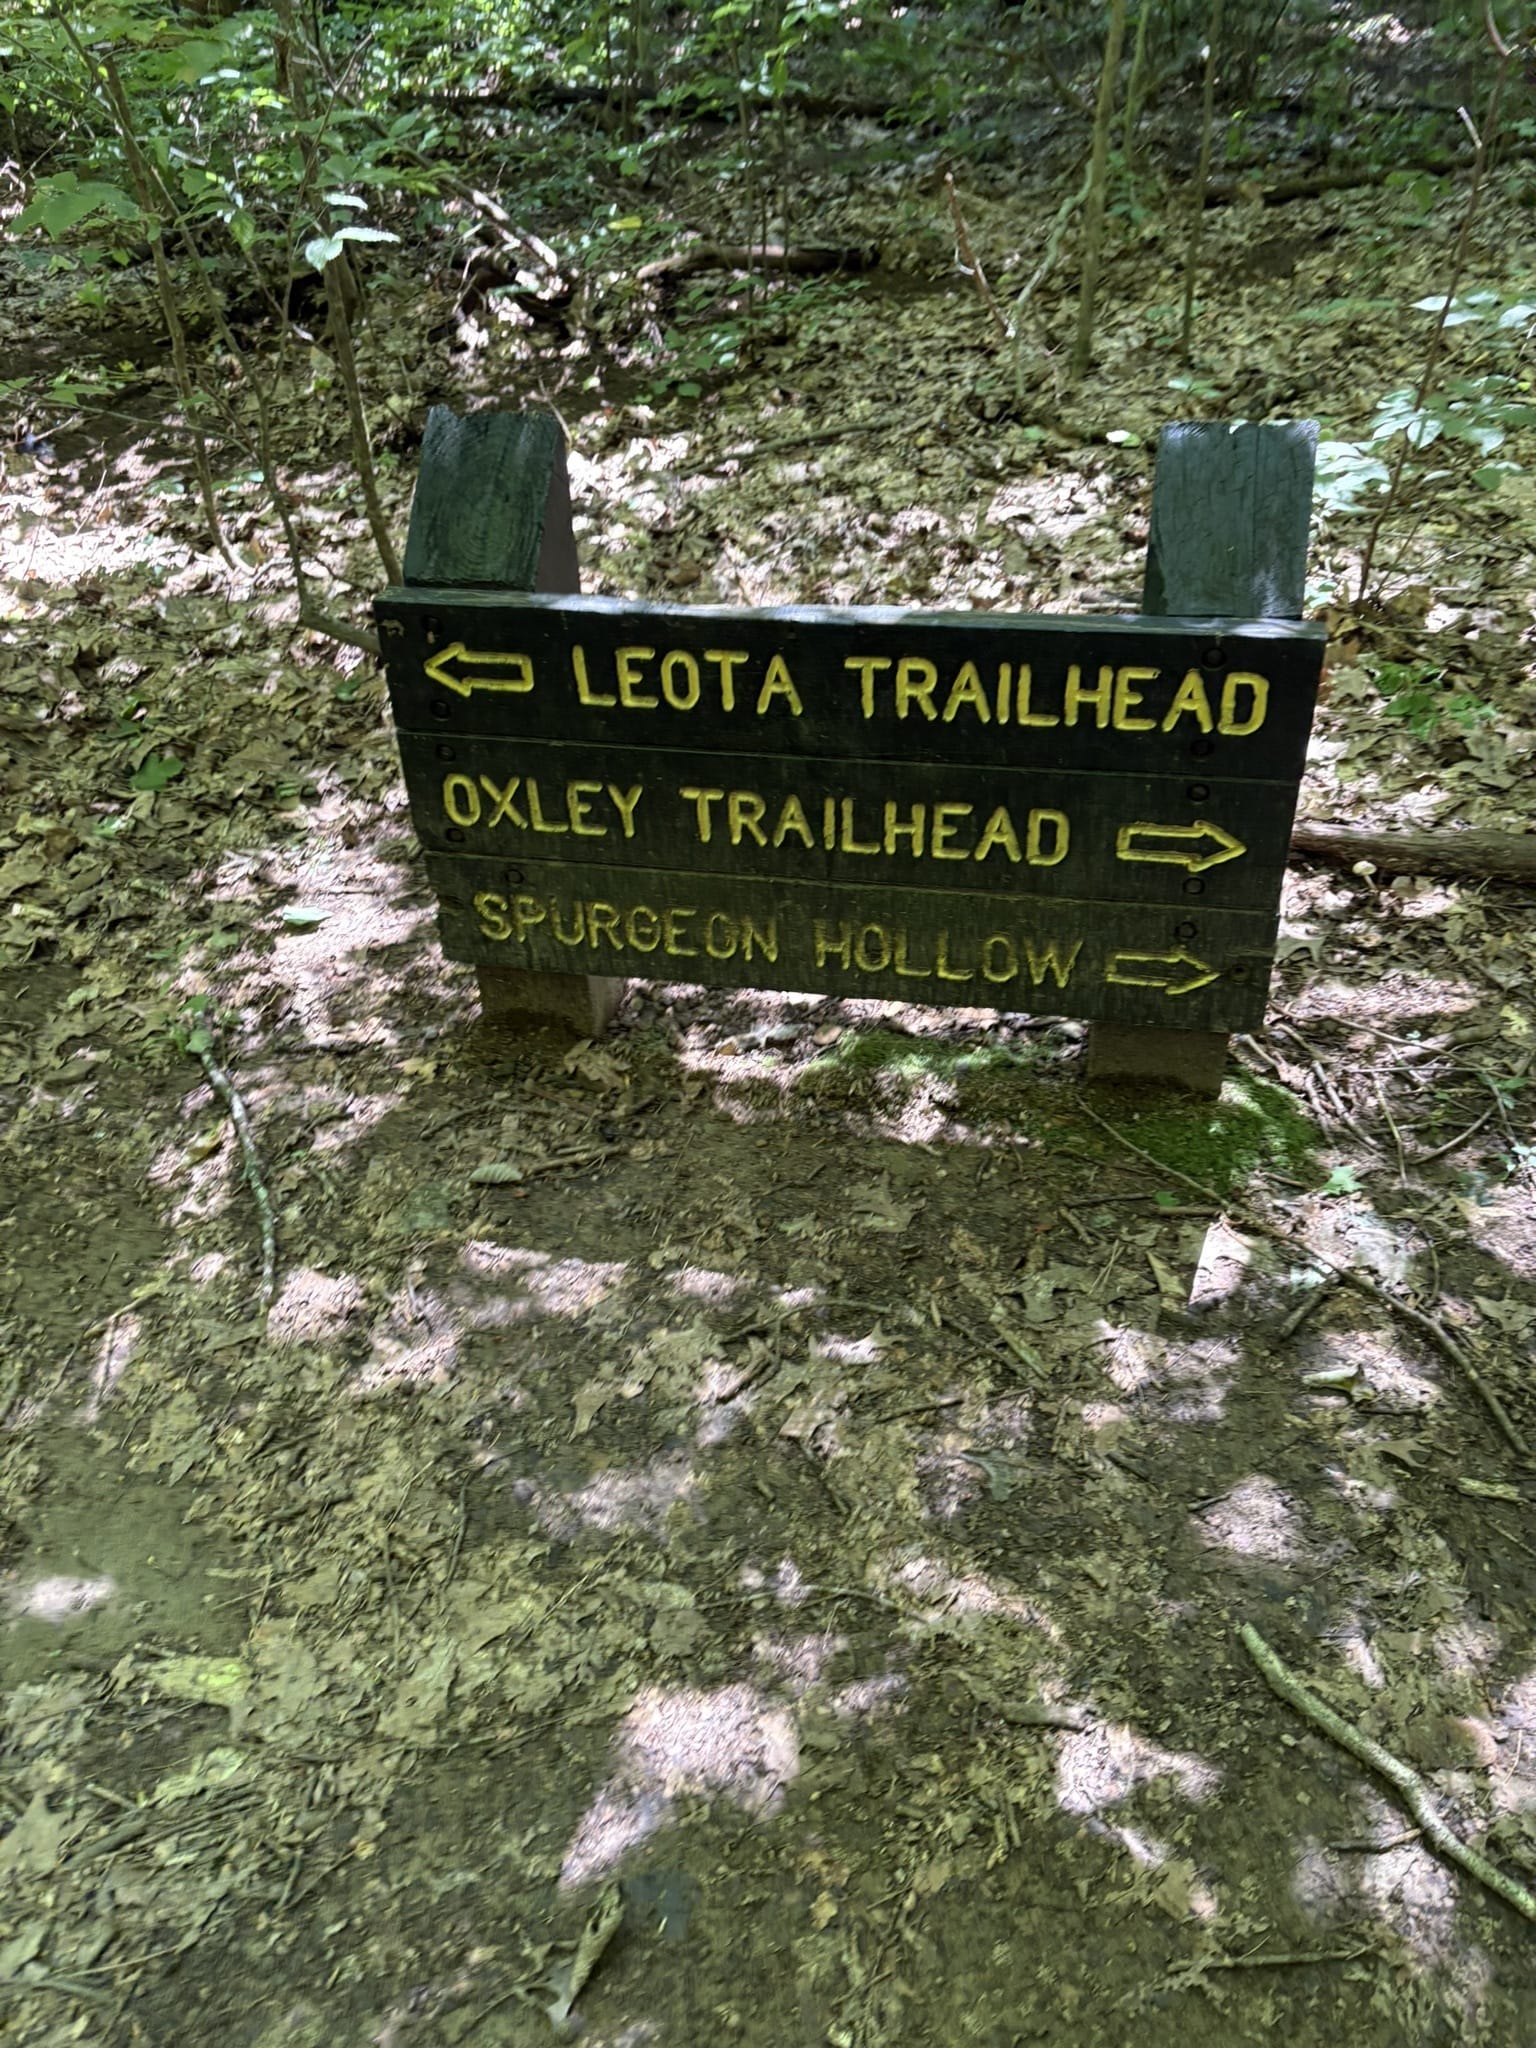 ← LEOTA TRAILHEAD
OXLEY TRAILHEAD →
SPURGEON HOLLOW →